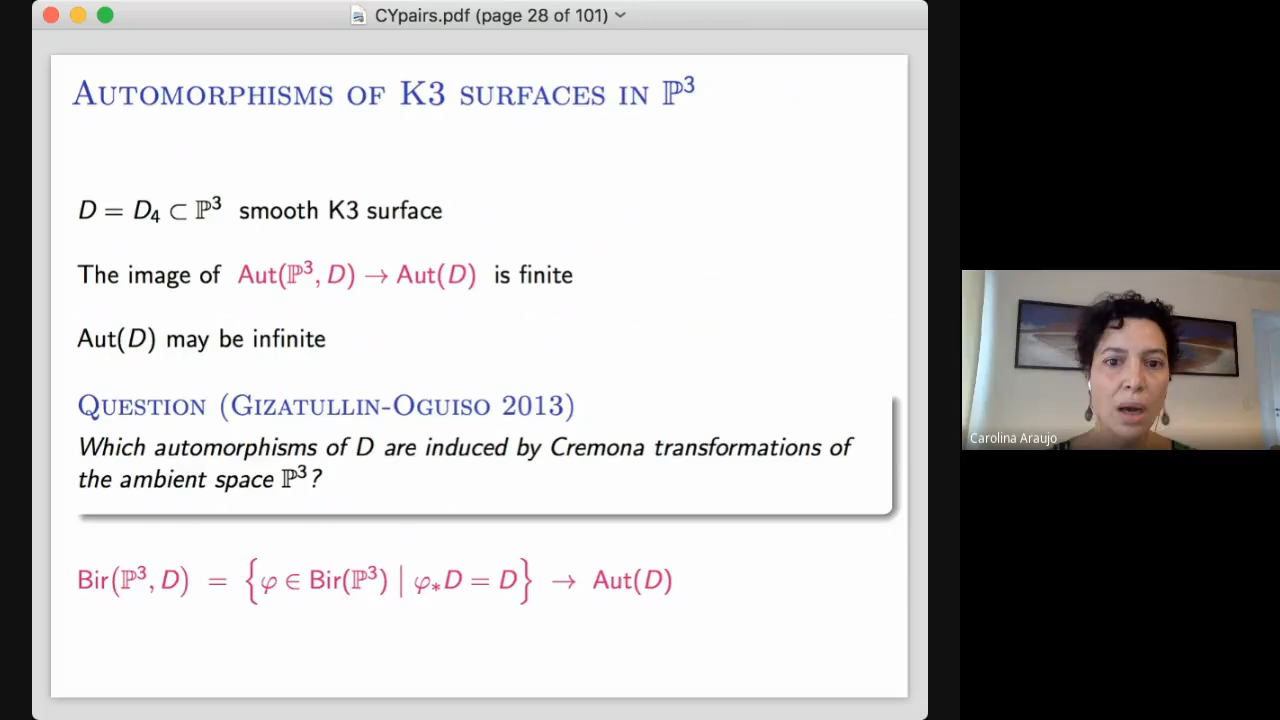 CYpairs.pdf (page 28 of 101)
AUTOMORPHISMS OF K3 SURFACES IN ℙ³
D = D₄ ⊂ ℙ³ smooth K3 surface
The image of Aut(ℙ³, D) → Aut(D) is finite
Aut(D) may be infinite
QUESTION (GIZATULLIN-OGUISO 2013)
Which automorphisms of D are induced by Cremona transformations of
the ambient space ℙ³?
Bir(ℙ³, D) = {φ ∈ Bir(ℙ³) | φ₊D = D} → Aut(D)
Carolina Araujo